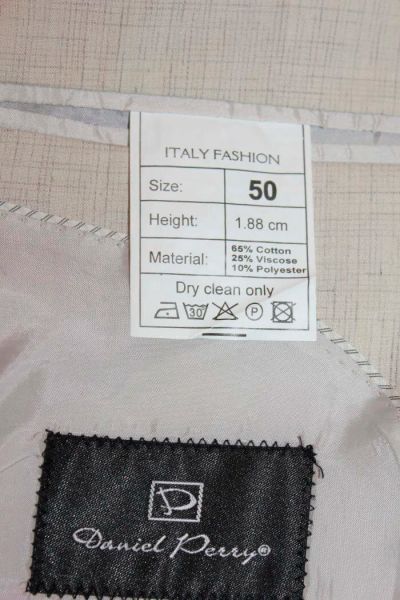 ITALY FASHION
Size: 50
Height: 1.88 cm
Material: 65% Cotton
25% Viscose
10% Polyester
Dry clean only
30 P
Daniel Perry®